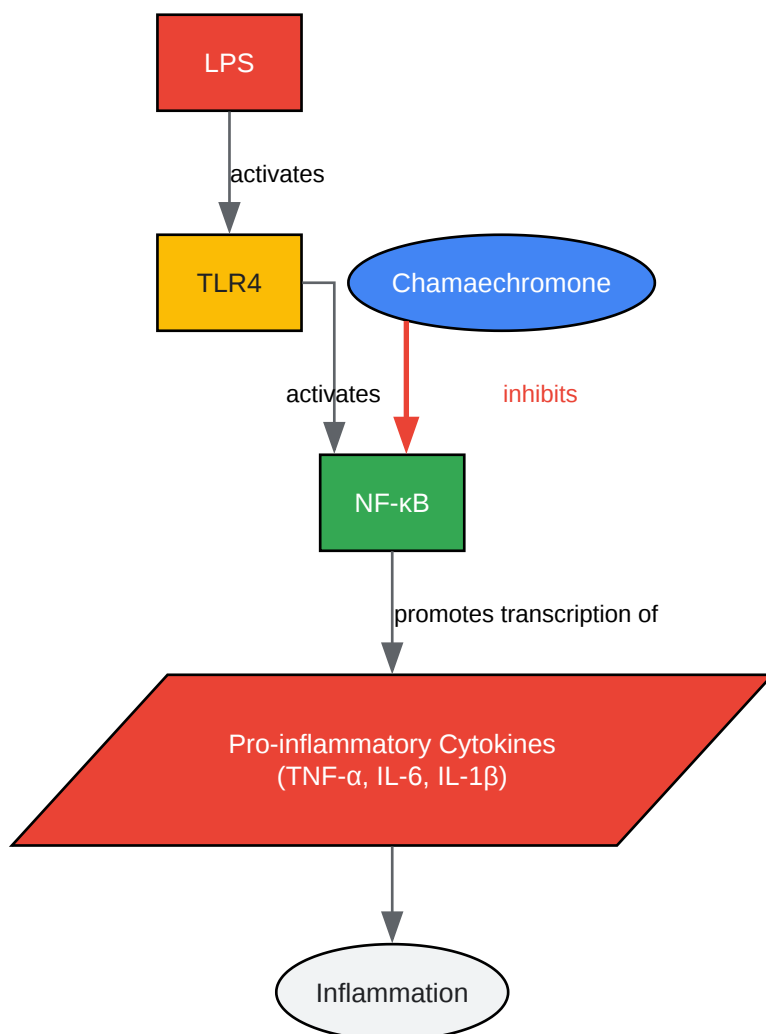 LPS
activates
TLR4
Chamaechromone
activates
inhibits
NF-κB
promotes transcription of
Pro-inflammatory Cytokines
(TNF-α, IL-6, IL-1β)
Inflammation